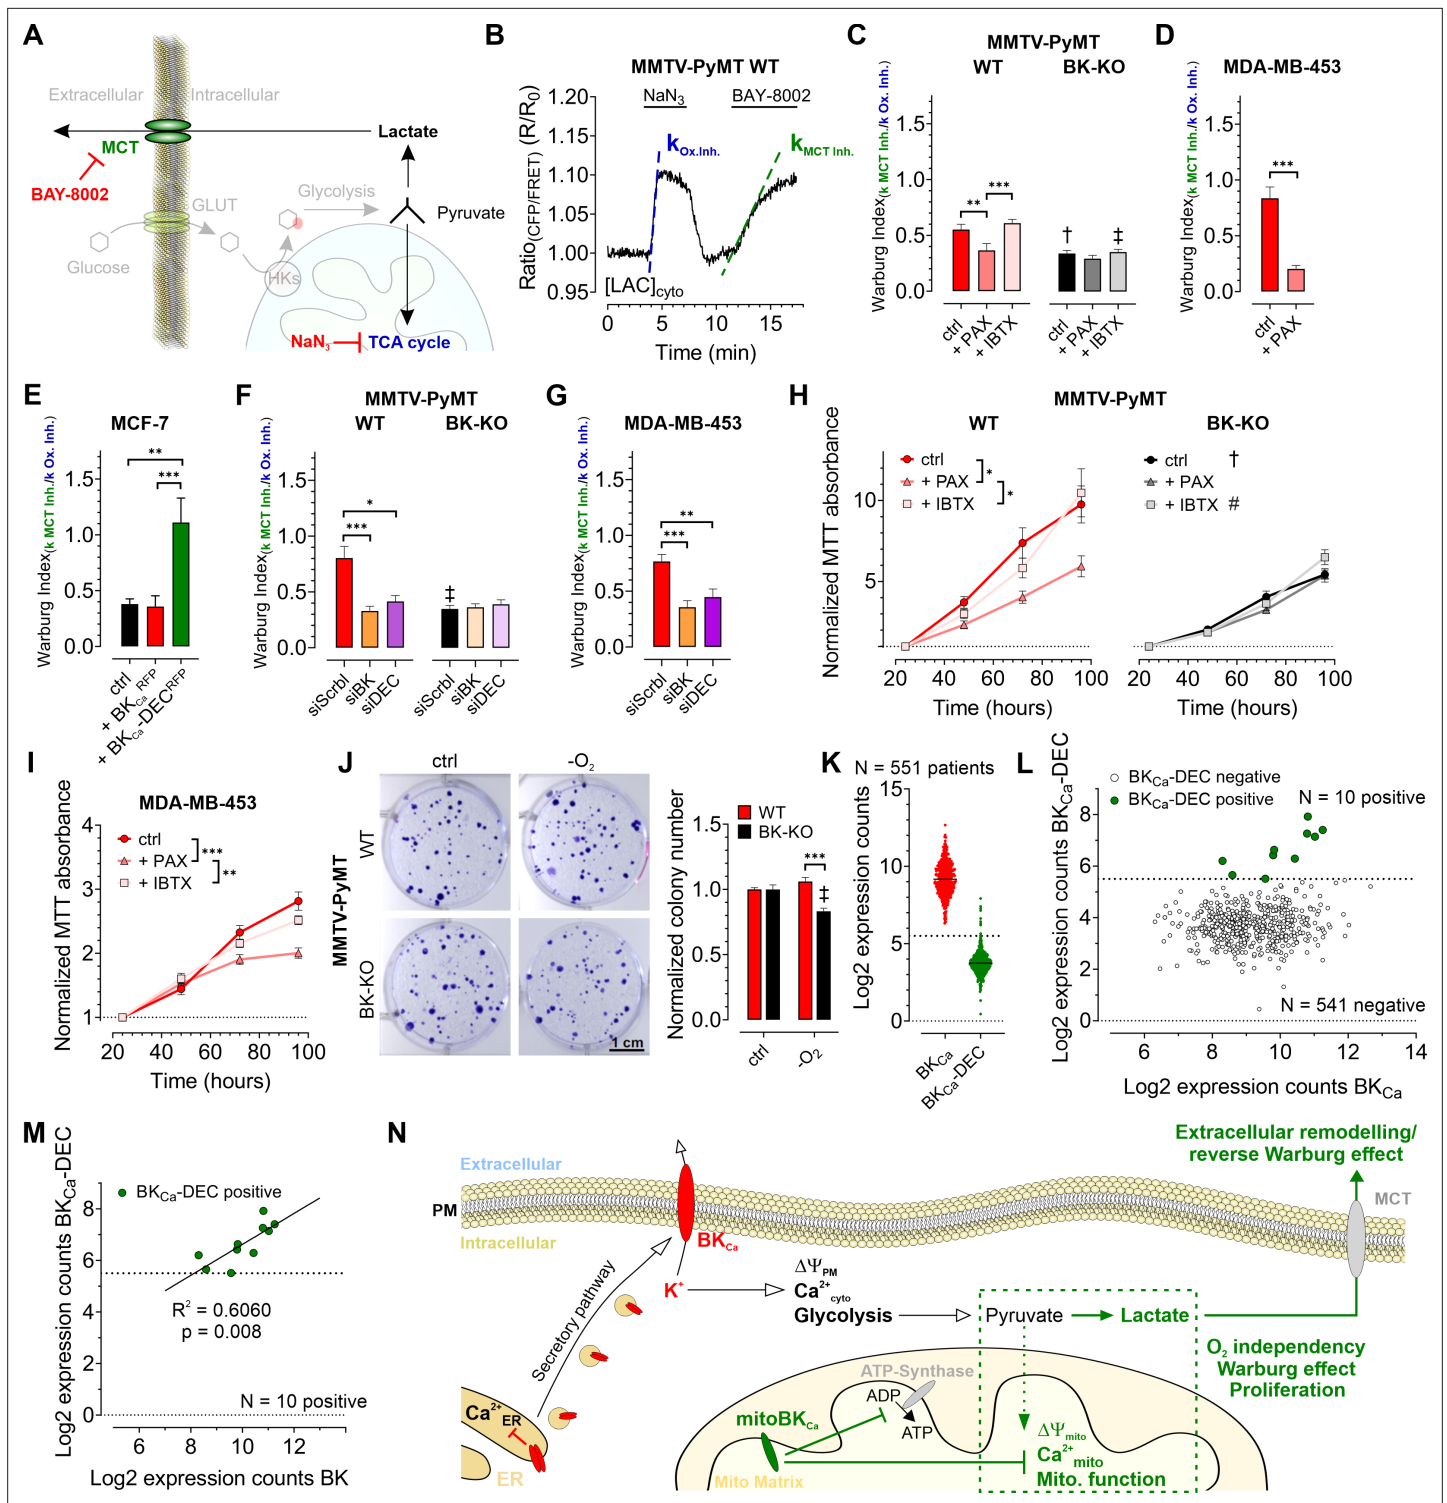 A
Extracellular
Intracellular
MCT
BAY-8002
Lactate
Glycolysis
Pyruvate
GLUT
Glucose
HKs
NaN3
TCA cycle
B
MMTV-PyMT WT
NaN3
BAY-8002
kOx.Inh.
kMCT Inh.
Ratio(CFP/FRET) (R/R0)
1.20
1.15
1.10
1.05
1.00
0.95
[LAC]cyto
0 5 10 15
Time (min)
C
MMTV-PyMT
WT BK-KO
Warburg Index(k MCT Inh./k Ox. Inh.)
1.5
1.0
0.5
0.0
** ***
† ‡
ctrl + PAX + IBTX ctrl + PAX + IBTX
D
MDA-MB-453
Warburg Index(k MCT Inh./k Ox. Inh.)
1.5
1.0
0.5
0.0
***
ctrl + PAX
E
MCF-7
Warburg Index(k MCT Inh./k Ox. Inh.)
1.5
1.0
0.5
0.0
**
***
ctrl
+ BKCa RFP
+ BKCa-DEC RFP
F
MMTV-PyMT
WT BK-KO
Warburg Index(k MCT Inh./k Ox. Inh.)
1.5
1.0
0.5
0.0
*
***
‡
siScrbl siBK siDEC siScrbl siBK siDEC
G
MDA-MB-453
Warburg Index(k MCT Inh./k Ox. Inh.)
1.5
1.0
0.5
0.0
**
***
siScrbl siBK siDEC
H
MMTV-PyMT
WT BK-KO
Normalized MTT absorbance
10
5
ctrl
+ PAX
+ IBTX
*
*
ctrl †
+ PAX
+ IBTX #
20 40 60 80 100
Time (hours)
20 40 60 80 100
Time (hours)
I
MDA-MB-453
Normalized MTT absorbance
4
3
2
1
ctrl
+ PAX
+ IBTX
***
**
20 40 60 80 100
Time (hours)
J
ctrl -O2
MMTV-PyMT
WT
BK-KO
1 cm
Normalized colony number
1.5
1.0
0.5
0.0
WT
BK-KO
***
‡
ctrl -O2
K
N = 551 patients
Log2 expression counts
15
10
5
0
BKCa
BKCa-DEC
L
Log2 expression counts BKCa-DEC
BKCa-DEC negative
BKCa-DEC positive
N = 10 positive
N = 541 negative
8
6
4
2
0
6 8 10 12 14
Log2 expression counts BKCa
M
Log2 expression counts BKCa-DEC
BKCa-DEC positive
8
6
4
2
0
R2 = 0.6060
p = 0.008
N = 10 positive
6 8 10 12
Log2 expression counts BK
N
Extracellular remodelling/
reverse Warburg effect
Extracellular
PM
Intracellular
MCT
BKCa
K+
ΔΨPM
Ca2+cyto
Glycolysis
Pyruvate
Lactate
Secretory pathway
O2 independency
Warburg effect
Proliferation
ATP-Synthase
ADP
ATP
mitoBKCa
Ca2+ER
ER
Mito Matrix
ΔΨmito
Ca2+mito
Mito. function